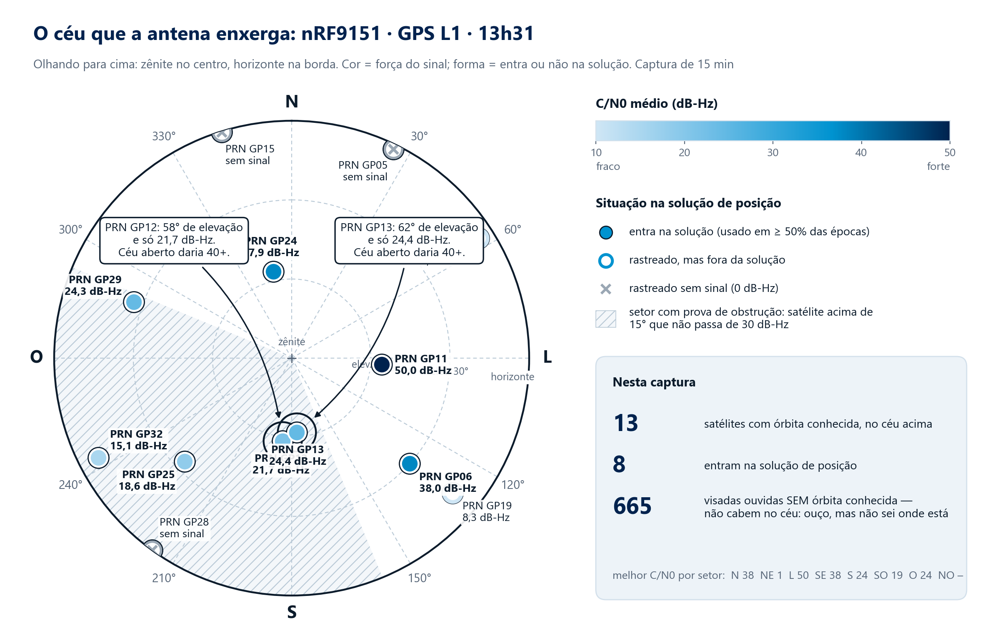 O céu que a antena enxerga: nRF9151 · GPS L1 · 13h31
Olhando para cima: zênite no centro, horizonte na borda. Cor = força do sinal; forma = entra ou não na solução. Captura de 15 min
N
330°
30°
PRN GP15
sem sinal
PRN GP05
sem sinal
300°
60°
PRN GP12: 58° de elevação
e só 21,7 dB-Hz.
Céu aberto daria 40+.
PRN GP24
7,9 dB-Hz
PRN GP13: 62° de elevação
e só 24,4 dB-Hz.
Céu aberto daria 40+.
PRN GP29
24,3 dB-Hz
zênite
O
L
elev.
PRN GP11
50,0 dB-Hz
30°
horizonte
PRN GP32
15,1 dB-Hz
PRN GP13
24,4 dB-Hz
21,7 dB-Hz
PRN GP25
18,6 dB-Hz
PRN GP06
38,0 dB-Hz
240°
120°
PRN GP19
8,3 dB-Hz
PRN GP28
sem sinal
210°
150°
S
C/N0 médio (dB-Hz)
10 20 30 40 50
fraco forte
Situação na solução de posição
entra na solução (usado em ≥ 50% das épocas)
rastreado, mas fora da solução
rastreado sem sinal (0 dB-Hz)
setor com prova de obstrução: satélite acima de
15° que não passa de 30 dB-Hz
Nesta captura
13 satélites com órbita conhecida, no céu acima
8 entram na solução de posição
665 visadas ouvidas SEM órbita conhecida —
não cabem no céu: ouço, mas não sei onde está
melhor C/N0 por setor: N 38 NE 1 L 50 SE 38 S 24 SO 19 O 24 NO –